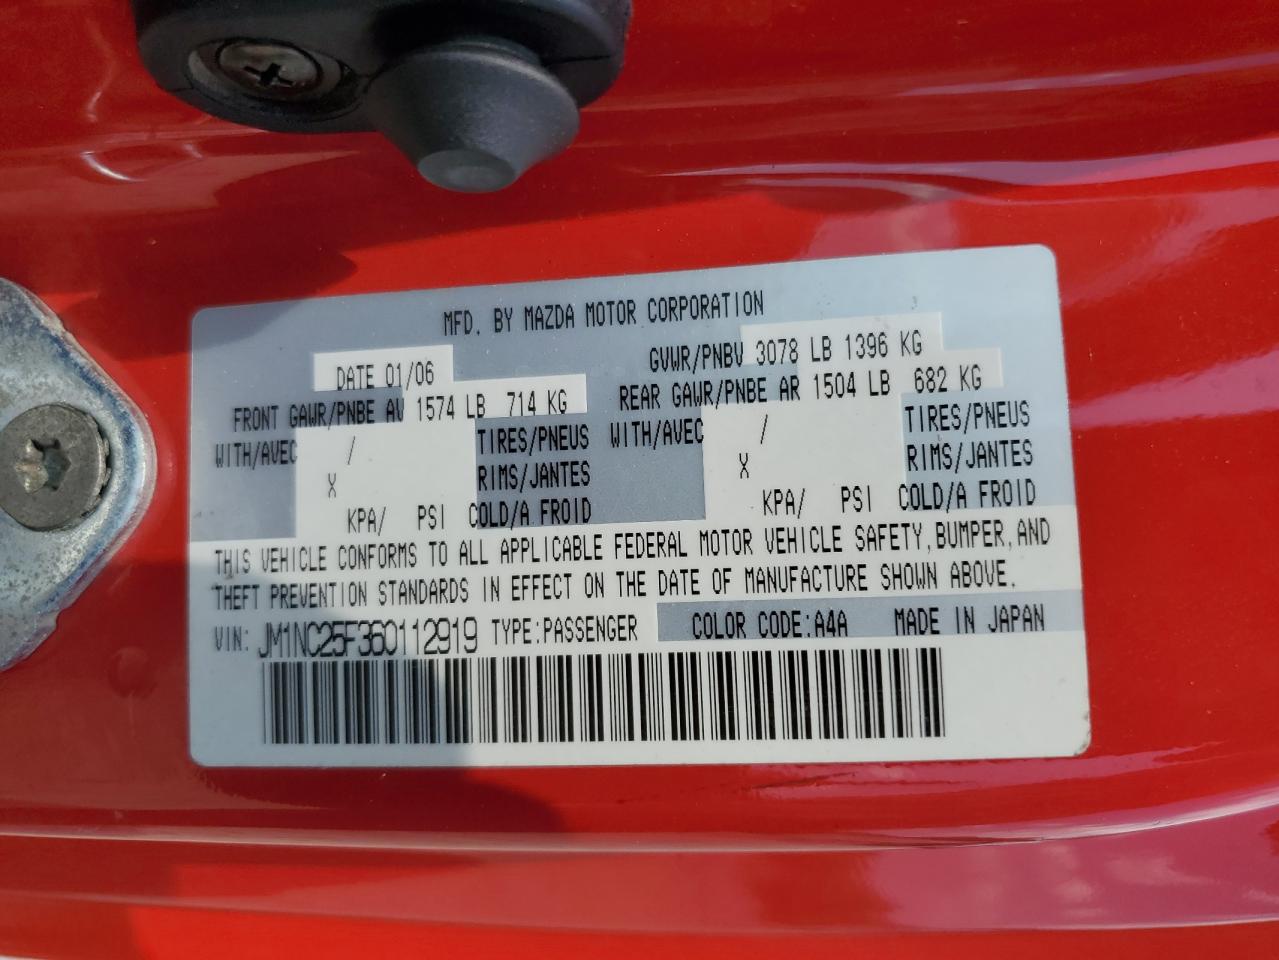 MFD. BY MAZDA MOTOR CORPORATION
DATE 01/06 GVWR/PNBV 3078 LB 1396 KG
FRONT GAWR/PNBE AV 1574 LB 714 KG REAR GAWR/PNBE AR 1504 LB 682 KG
WITH/AVEC / TIRES/PNEUS WITH/AVEC / TIRES/PNEUS
X RIMS/JANTES X RIMS/JANTES
KPA/ PSI COLD/A FROID KPA/ PSI COLD/A FROID
THIS VEHICLE CONFORMS TO ALL APPLICABLE FEDERAL MOTOR VEHICLE SAFETY, BUMPER, AND
THEFT PREVENTION STANDARDS IN EFFECT ON THE DATE OF MANUFACTURE SHOWN ABOVE.
VIN: JM1NC25F360112919 TYPE:PASSENGER COLOR CODE:A4A MADE IN JAPAN